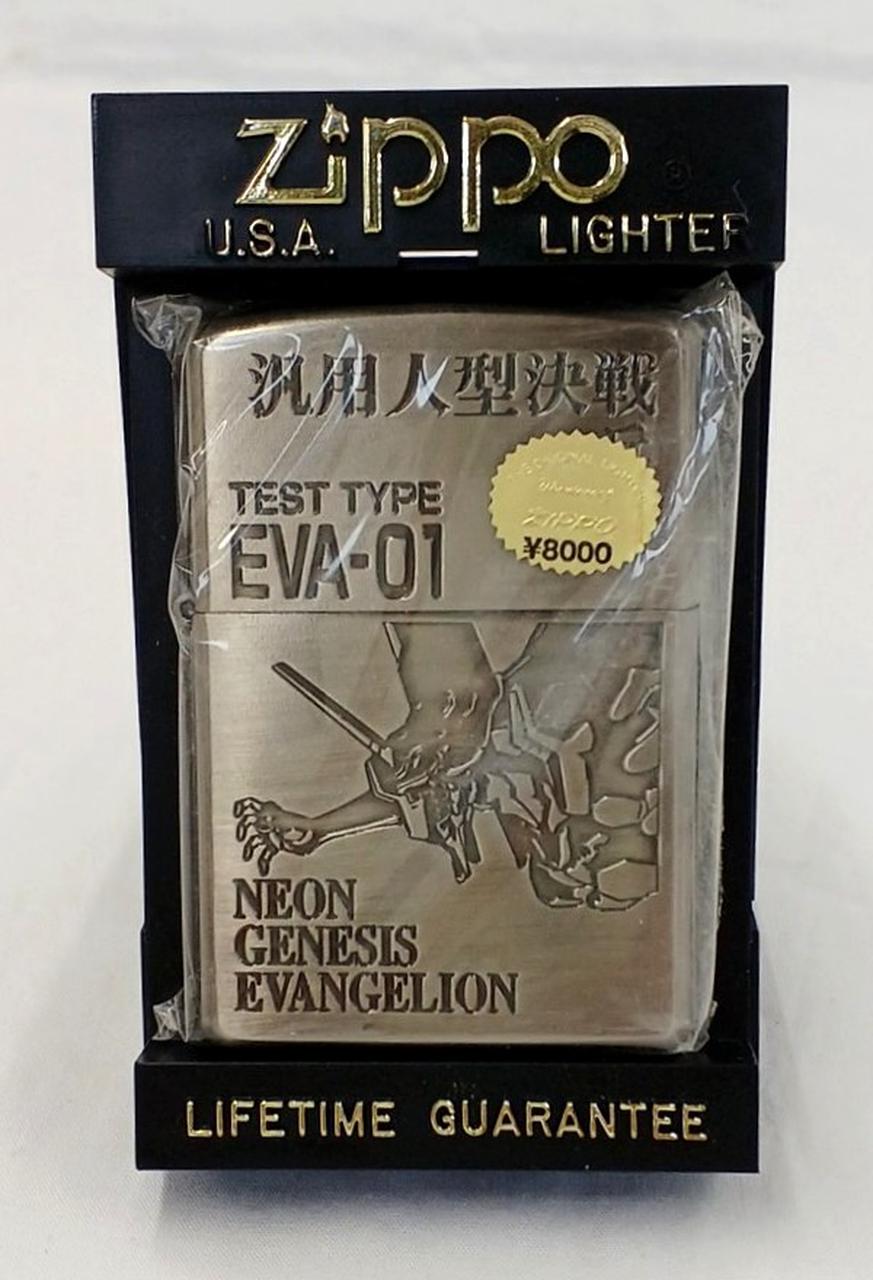 Zippo
U.S.A. LIGHTER
汎用人型決戦
TEST TYPE
EVA-01
ZIPPO
¥8000
NEON
GENESIS
EVANGELION
LIFETIME GUARANTEE